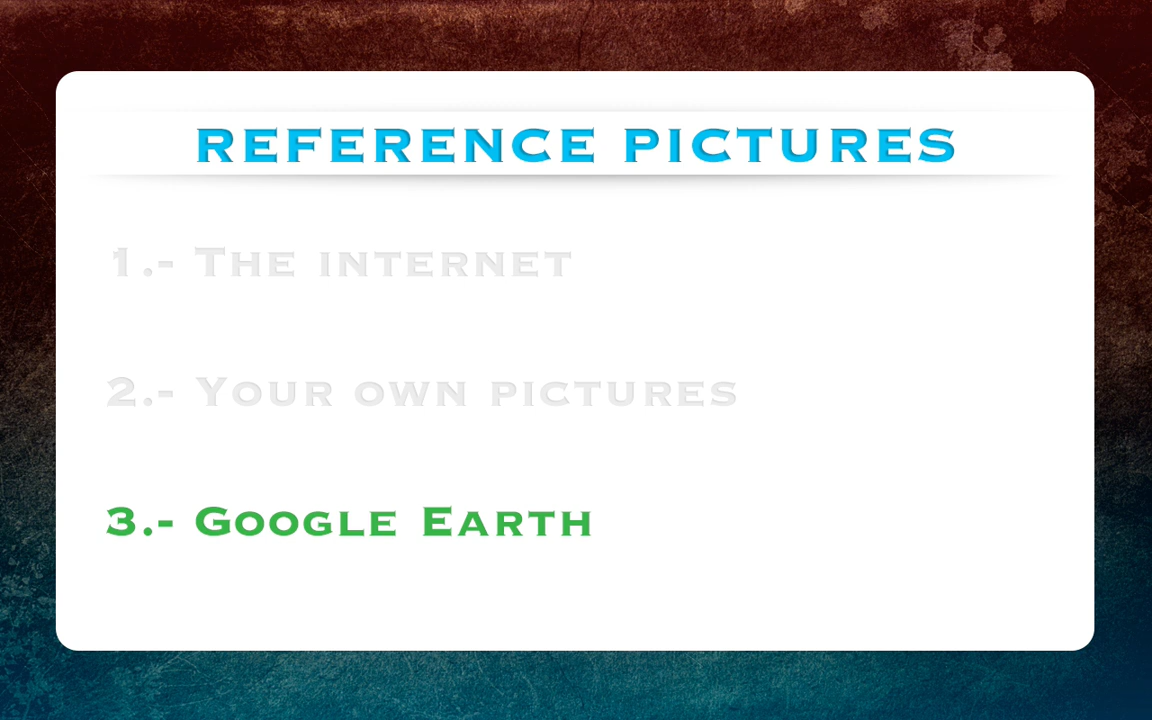 REFERENCE PICTURES
1.- The internet
2.- Your own pictures
3.- Google Earth